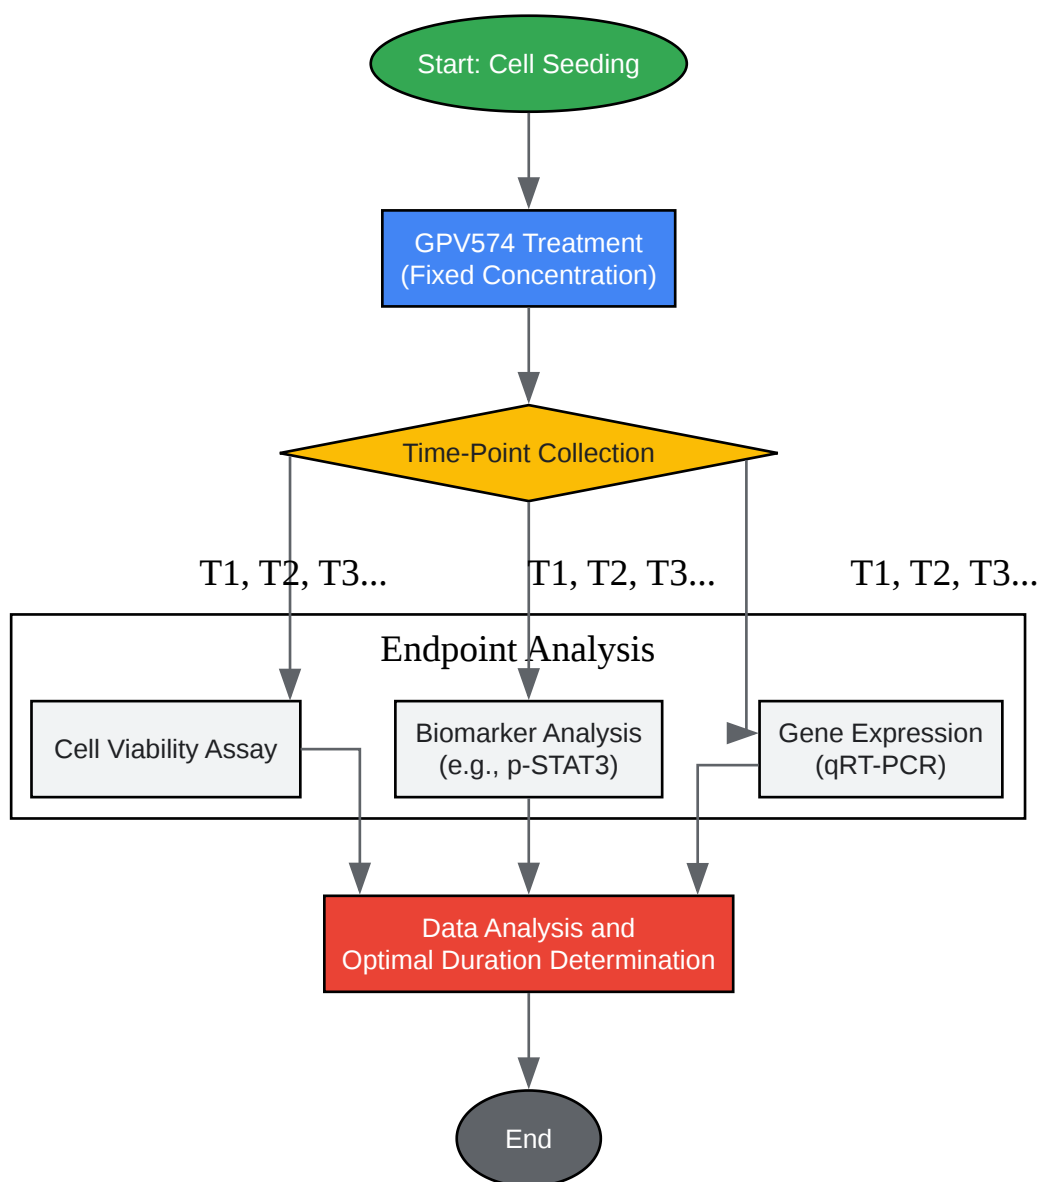 Start: Cell Seeding
GPV574 Treatment
(Fixed Concentration)
Time-Point Collection
T1, T2, T3...
T1, T2, T3...
T1, T2, T3...
Endpoint Analysis
Cell Viability Assay
Biomarker Analysis
(e.g., p-STAT3)
Gene Expression
(qRT-PCR)
Data Analysis and
Optimal Duration Determination
End